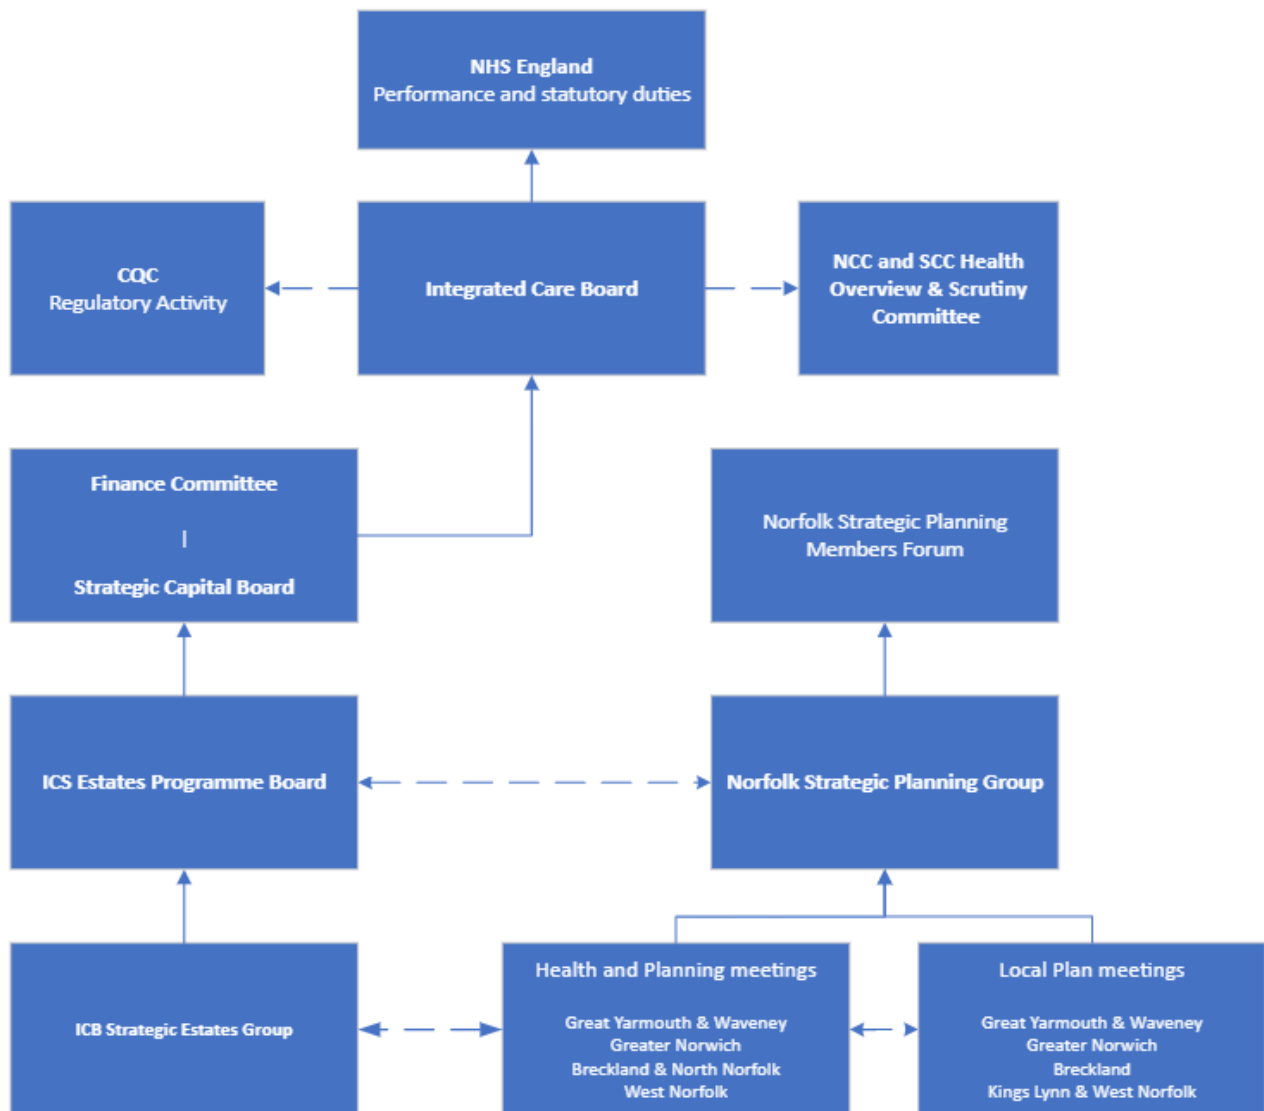 NHS England
Performance and statutory duties
CQC
Regulatory Activity
Integrated Care Board
NCC and SCC Health
Overview & Scrutiny
Committee
Finance Committee
|
Strategic Capital Board
Norfolk Strategic Planning
Members Forum
ICS Estates Programme Board
Norfolk Strategic Planning Group
ICB Strategic Estates Group
Health and Planning meetings
Great Yarmouth & Waveney
Greater Norwich
Breckland & North Norfolk
West Norfolk
Local Plan meetings
Great Yarmouth & Waveney
Greater Norwich
Breckland
Kings Lynn & West Norfolk